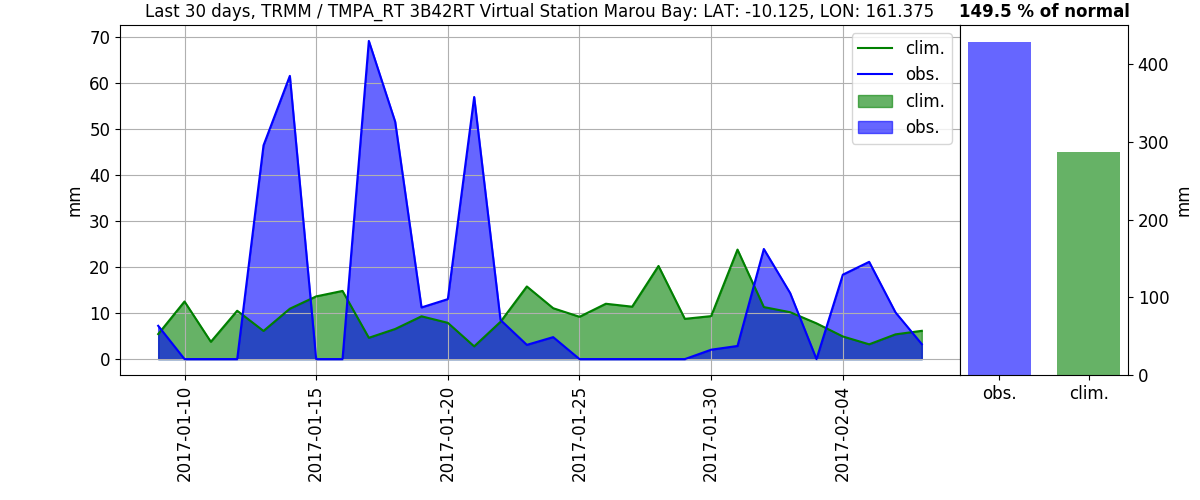 Last 30 days, TRMM / TMPA_RT 3B42RT Virtual Station Marou Bay: LAT: -10.125, LON: 161.375
149.5 % of normal
70
60
50
40
30
20
10
0
mm
clim.
obs.
clim.
obs.
400
300
200
100
0
mm
obs.
clim.
2017-01-10
2017-01-15
2017-01-20
2017-01-25
2017-01-30
2017-02-04